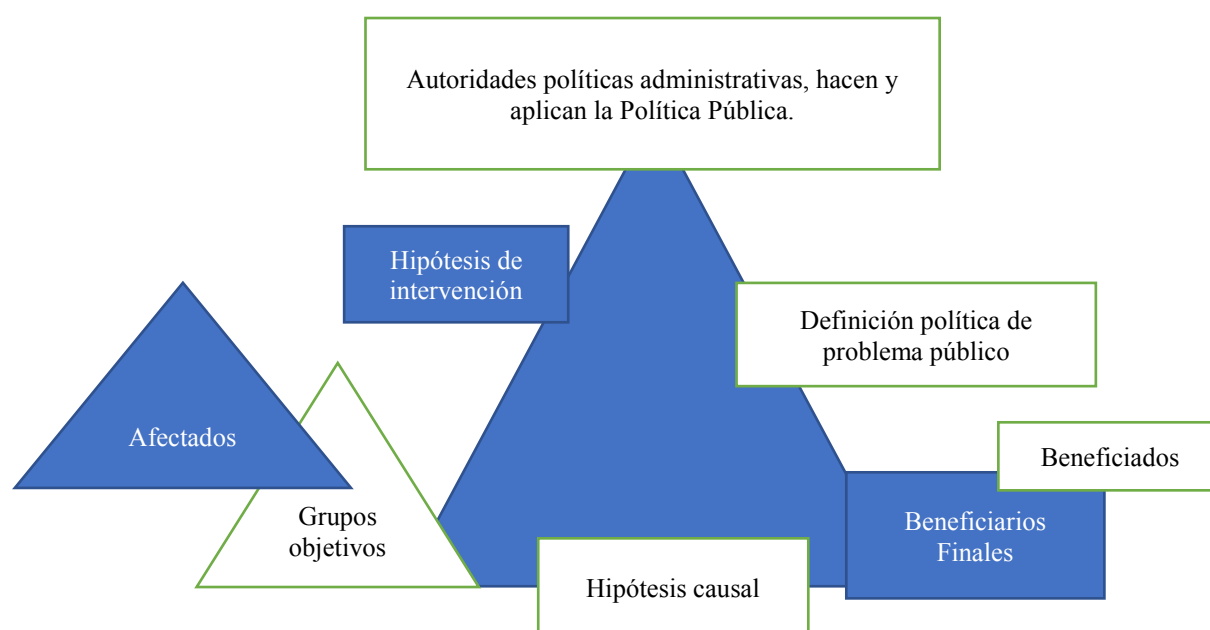 Autoridades políticas administrativas, hacen y
aplican la Política Pública.
Hipótesis de
intervención
Definición política de
problema público
Afectados
Beneficiados
Grupos
objetivos
Beneficiarios
Finales
Hipótesis causal